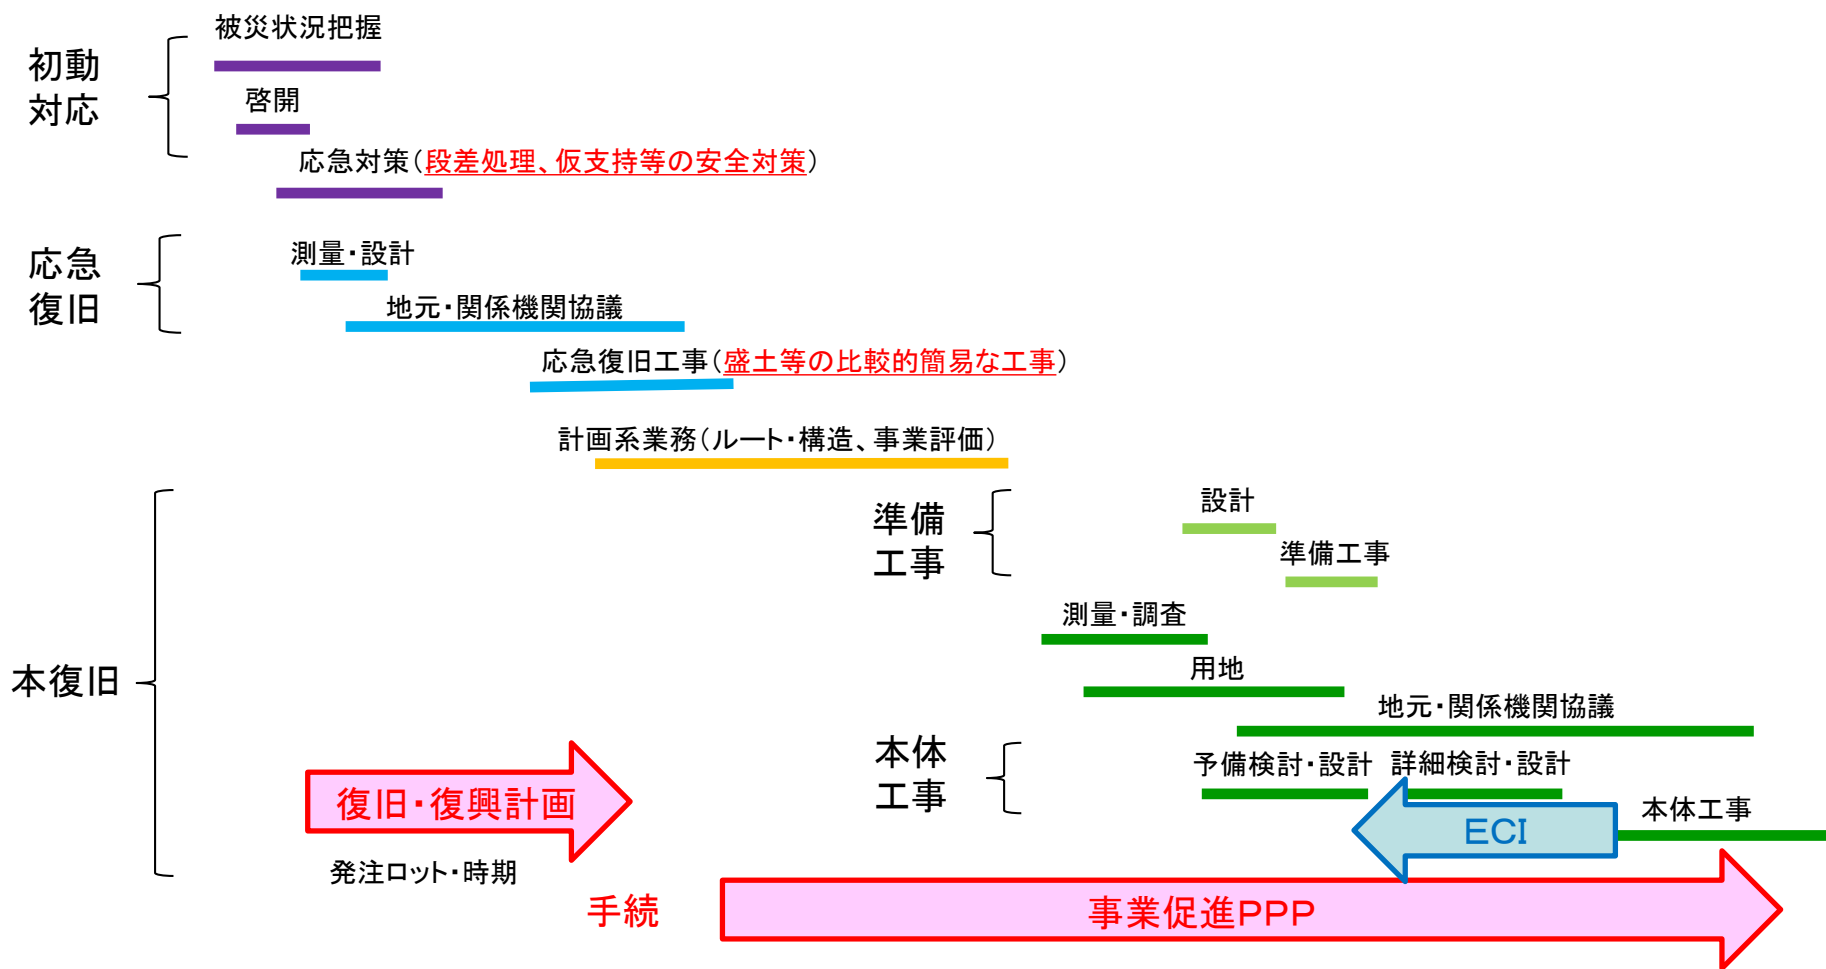 被災状況把握
初動
対応
啓開
応急対策(段差処理、仮支持等の安全対策)
応急
復旧
測量・設計
地元・関係機関協議
応急復旧工事(盛土等の比較的簡易な工事)
計画系業務(ルート・構造、事業評価)
本復旧
準備
工事
設計
準備工事
測量・調査
用地
地元・関係機関協議
本体
工事
予備検討・設計
詳細検討・設計
ECI
本体工事
復旧・復興計画
発注ロット・時期
手続
事業促進PPP